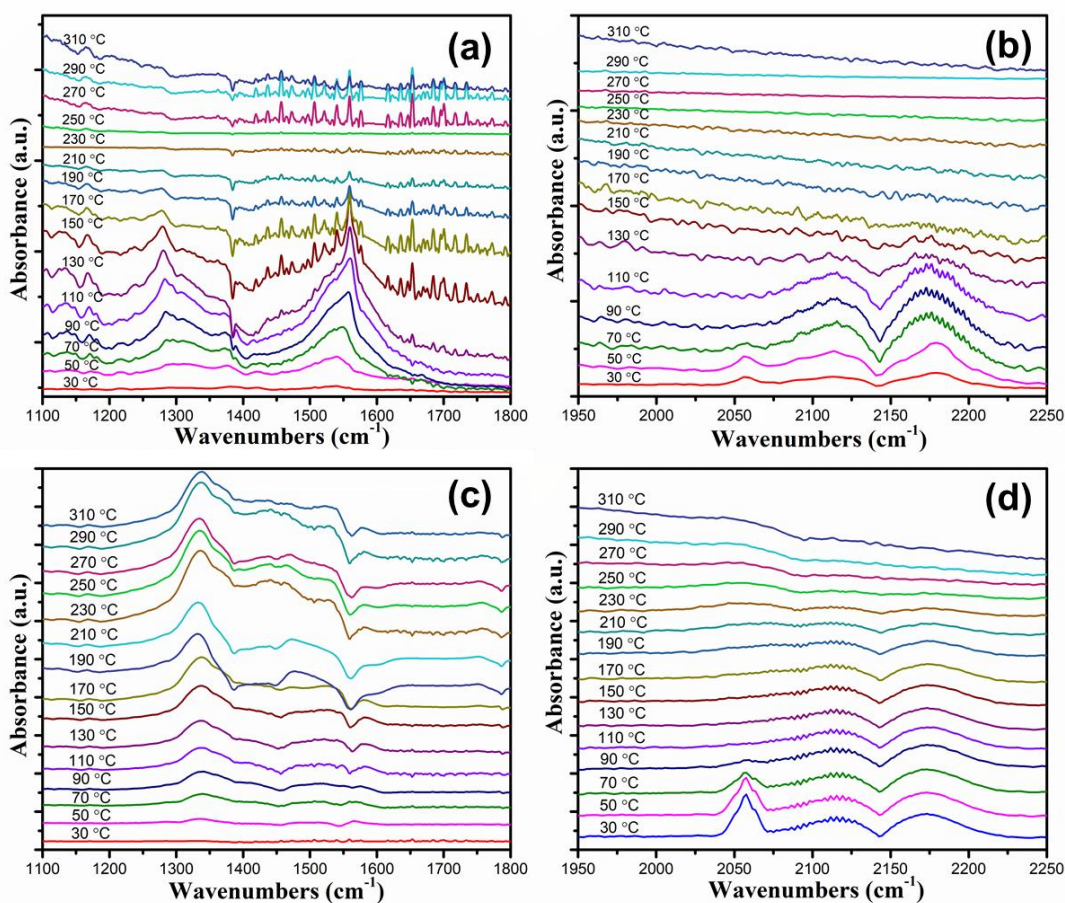 (a)
310 °C
290 °C
270 °C
250 °C
230 °C
210 °C
190 °C
170 °C
150 °C
130 °C
110 °C
90 °C
70 °C
50 °C
30 °C
Absorbance (a.u.)
1100 1200 1300 1400 1500 1600 1700 1800
Wavenumbers (cm⁻¹)
(b)
310 °C
290 °C
270 °C
250 °C
230 °C
210 °C
190 °C
170 °C
150 °C
130 °C
110 °C
90 °C
70 °C
50 °C
30 °C
Absorbance (a.u.)
1950 2000 2050 2100 2150 2200 2250
Wavenumbers (cm⁻¹)
(c)
310 °C
290 °C
270 °C
250 °C
230 °C
210 °C
190 °C
170 °C
150 °C
130 °C
110 °C
90 °C
70 °C
50 °C
30 °C
Absorbance (a.u.)
1100 1200 1300 1400 1500 1600 1700 1800
Wavenumbers (cm⁻¹)
(d)
310 °C
290 °C
270 °C
250 °C
230 °C
210 °C
190 °C
170 °C
150 °C
130 °C
110 °C
90 °C
70 °C
50 °C
30 °C
Absorbance (a.u.)
1950 2000 2050 2100 2150 2200 2250
Wavenumbers (cm⁻¹)